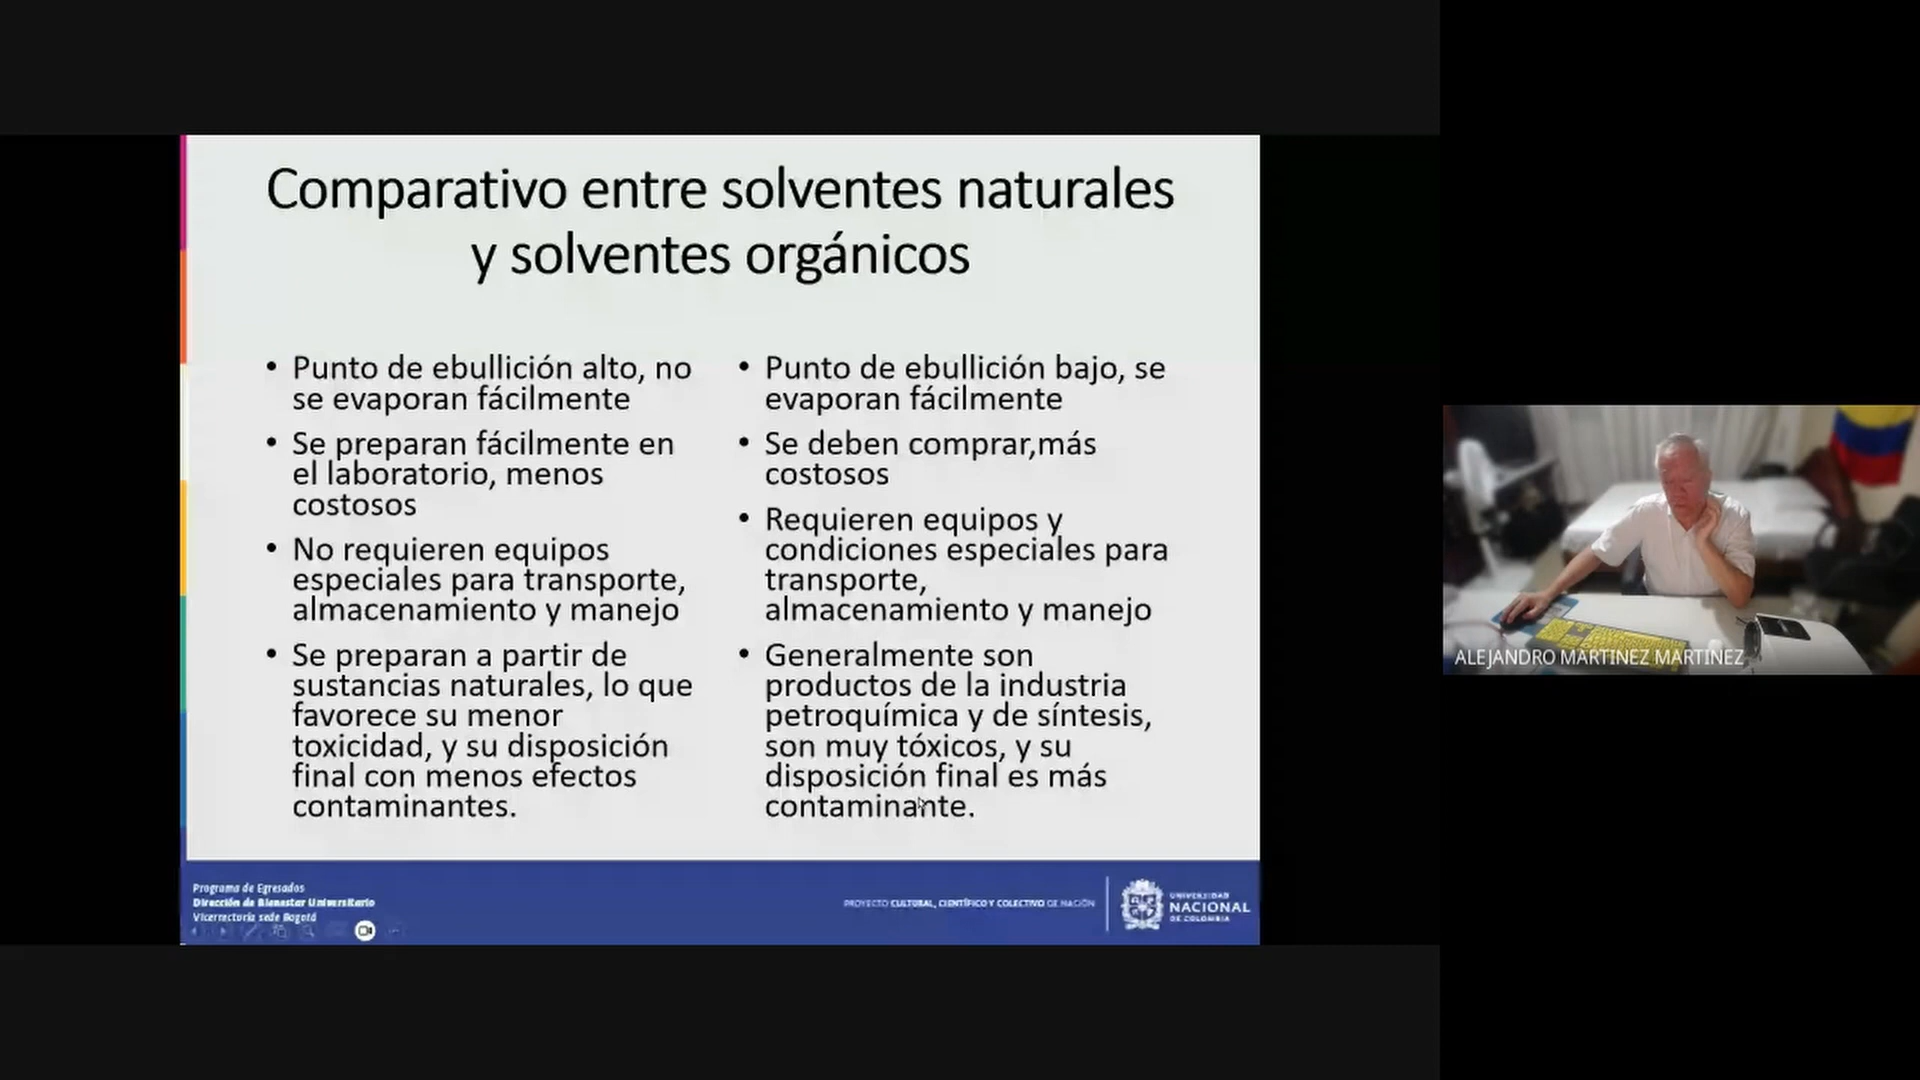 Comparativo entre solventes naturales
y solventes orgánicos
• Punto de ebullición alto, no
se evaporan fácilmente
• Se preparan fácilmente en
el laboratorio, menos
costosos
• No requieren equipos
especiales para transporte,
almacenamiento y manejo
• Se preparan a partir de
sustancias naturales, lo que
favorece su menor
toxicidad, y su disposición
final con menos efectos
contaminantes.
• Punto de ebullición bajo, se
evaporan fácilmente
• Se deben comprar,más
costosos
• Requieren equipos y
condiciones especiales para
transporte,
almacenamiento y manejo
• Generalmente son
productos de la industria
petroquímica y de síntesis,
son muy tóxicos, y su
disposición final es más
contaminante.
Programa de Egresados
Dirección de Bienestar Universitario
Vicerrectoría sede Bogotá
PROYECTO CULTURAL, CIENTÍFICO Y COLECTIVO DE NACIÓN
UNIVERSIDAD
NACIONAL
DE COLOMBIA
ALEJANDRO MARTINEZ MARTINEZ